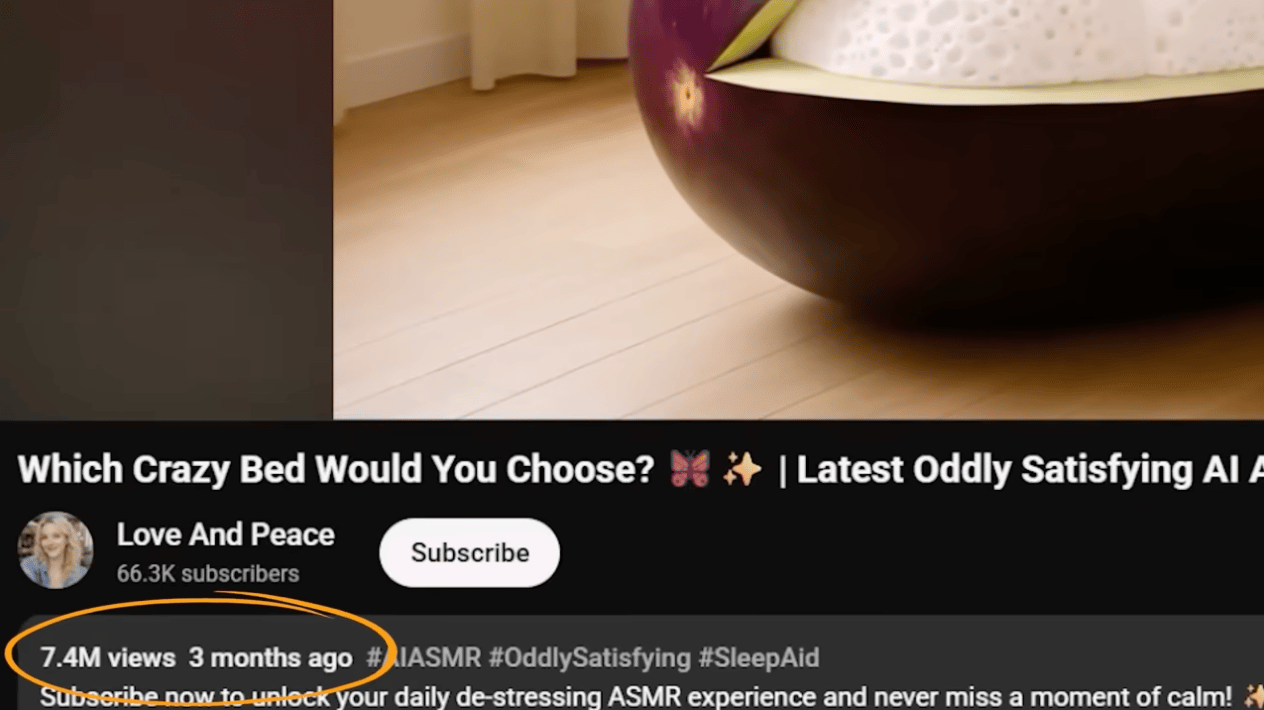 Which Crazy Bed Would You Choose? 🦋✨ | Latest Oddly Satisfying AI
Love And Peace
Subscribe
66.3K subscribers
7.4M views 3 months ago #AIASMR #OddlySatisfying #SleepAid
Subscribe now to unlock your daily de-stressing ASMR experience and never miss a moment of calm! ✨